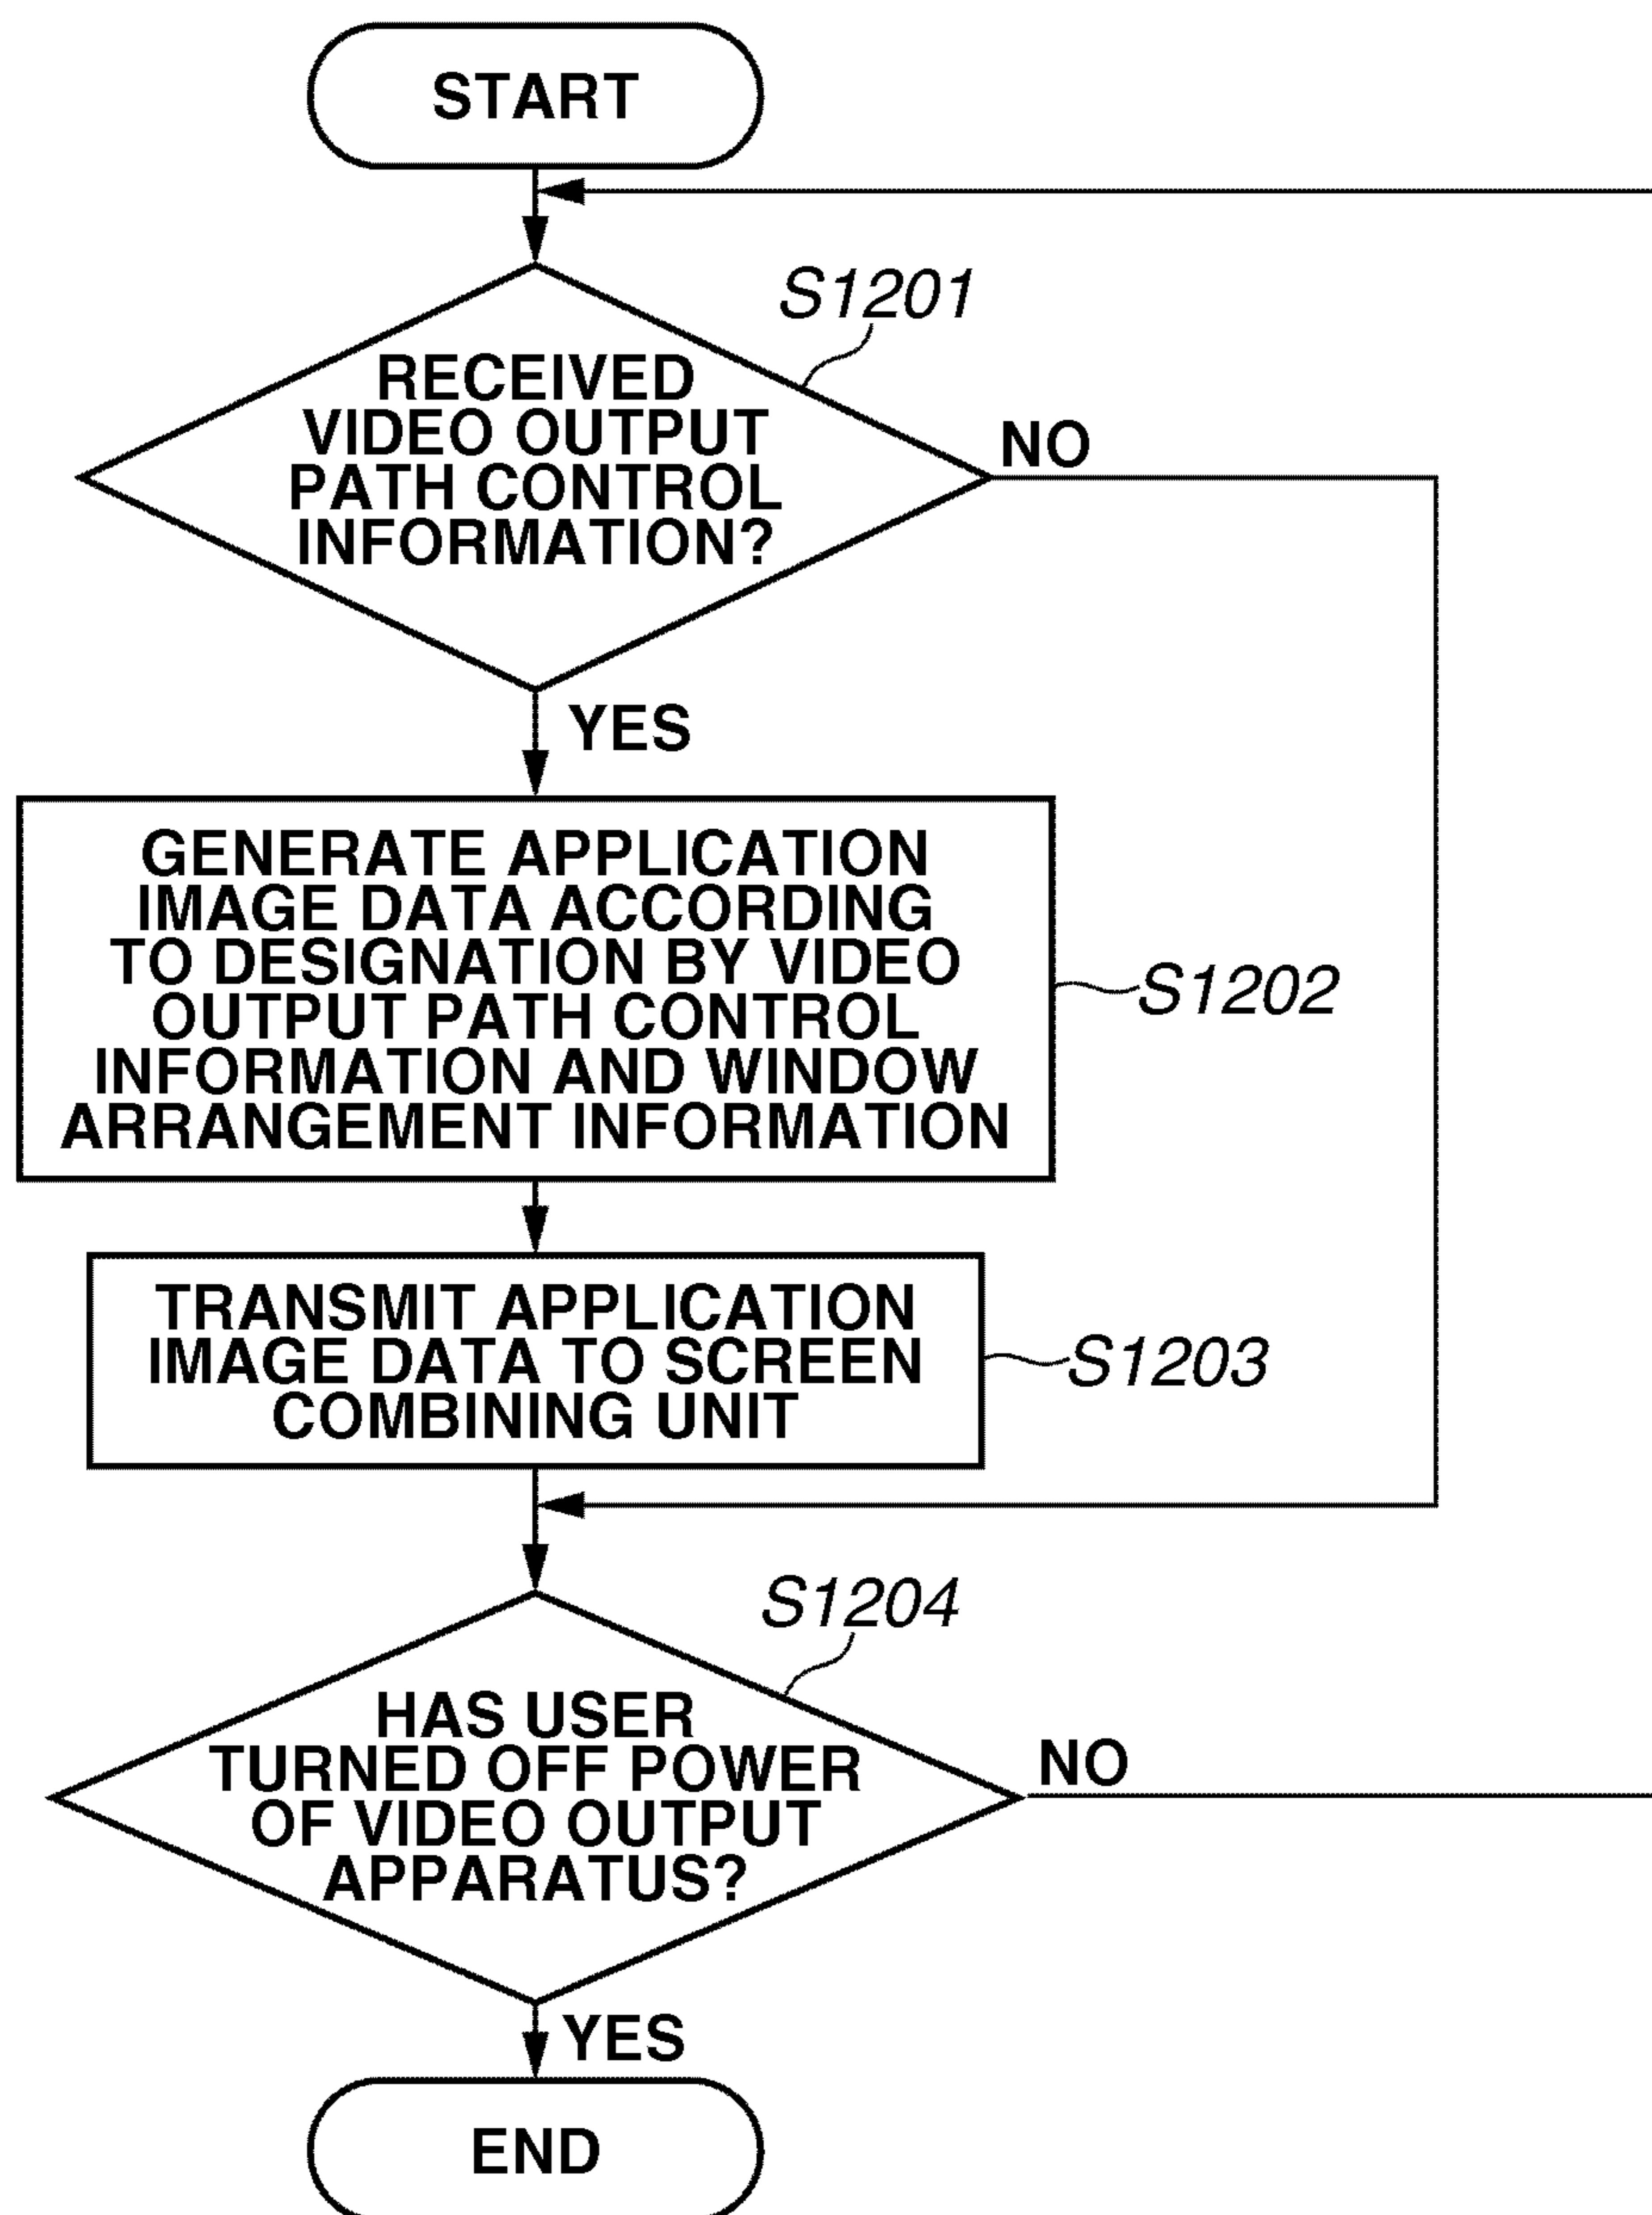 START
S1201
RECEIVED
VIDEO OUTPUT
PATH CONTROL
INFORMATION?
NO
YES
GENERATE APPLICATION
IMAGE DATA ACCORDING
TO DESIGNATION BY VIDEO
OUTPUT PATH CONTROL
INFORMATION AND WINDOW
ARRANGEMENT INFORMATION
S1202
TRANSMIT APPLICATION
IMAGE DATA TO SCREEN
COMBINING UNIT
S1203
S1204
HAS USER
TURNED OFF POWER
OF VIDEO OUTPUT
APPARATUS?
NO
YES
END